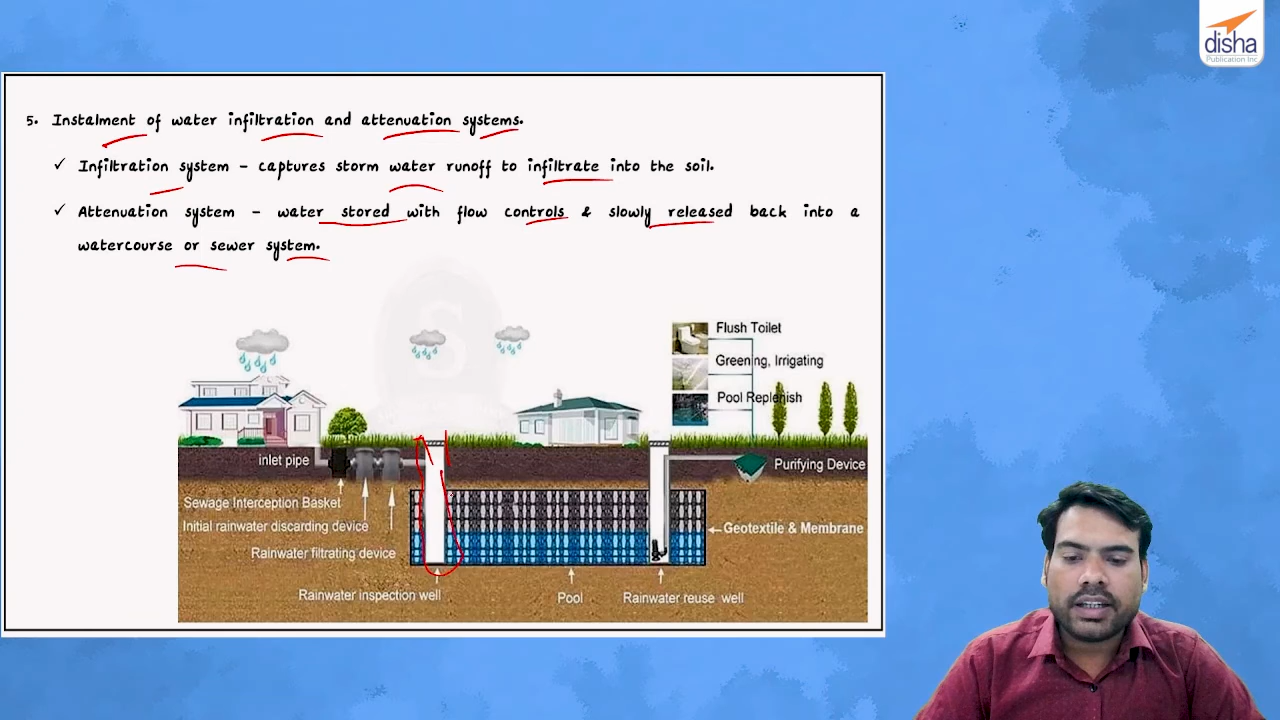 disha
Publication Inc
5. Instalment of water infiltration and attenuation systems.
✓ Infiltration system – captures storm water runoff to infiltrate into the soil.
✓ Attenuation system – water stored with flow controls & slowly released back into a
watercourse or sewer system.
S
Flush Toilet
Greening, Irrigating
Pool Replenish
inlet pipe
Purifying Device
Sewage Interception Basket
Initial rainwater discarding device
Geotextile & Membrane
Rainwater filtrating device
Rainwater inspection well
Pool
Rainwater reuse well